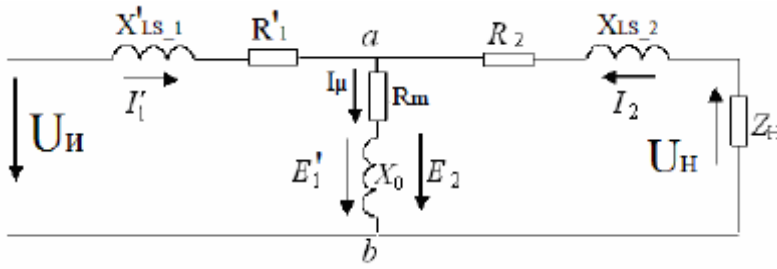 X'LS_1
R'1
a
R2
XLS_2
Iμ
Rm
I'1
I2
Uи
E'1
X0
E2
Uн
Zн
b